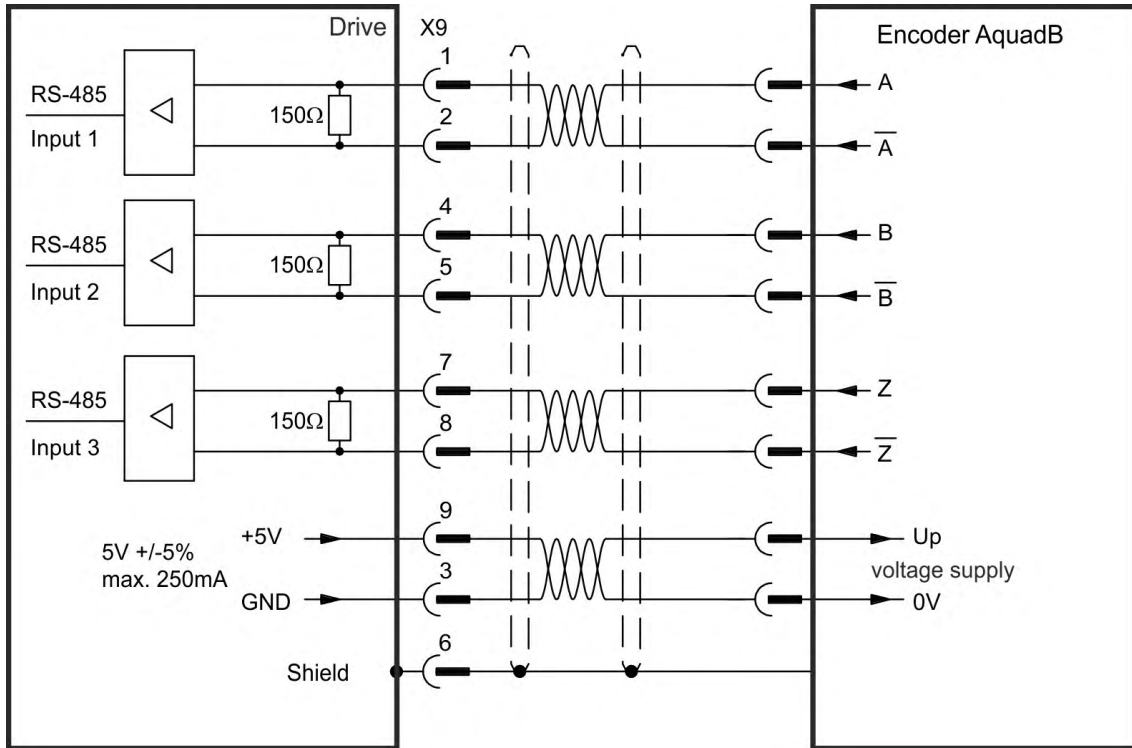 Drive
X9
Encoder AquadB
RS-485
Input 1
150Ω
1
2
A
A̅
RS-485
Input 2
150Ω
4
5
B
B̅
RS-485
Input 3
150Ω
7
8
Z
Z̅
5V +/-5%
max. 250mA
+5V
GND
9
3
Up
voltage supply
0V
Shield
6